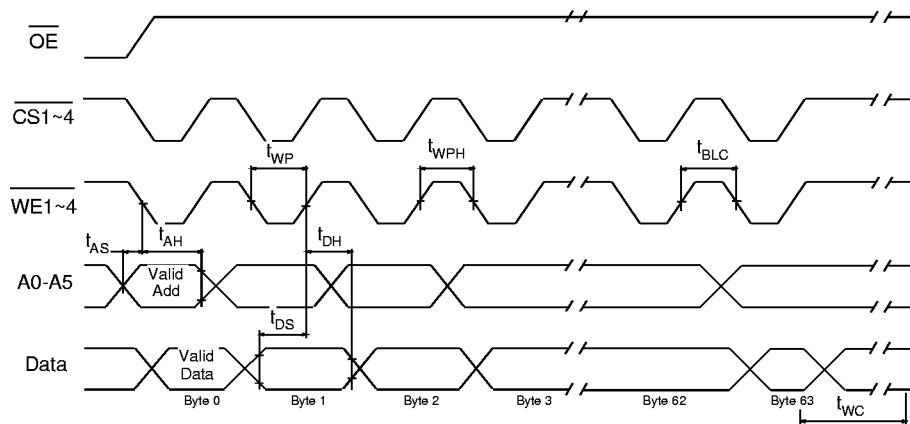 OE
CS1~4
tWP
tWPH
tBLC
WE1~4
tAS
tAH
tDH
A0-A5
Valid
Add
tDS
Data
Valid
Data
Byte 0
Byte 1
Byte 2
Byte 3
Byte 62
Byte 63
tWC